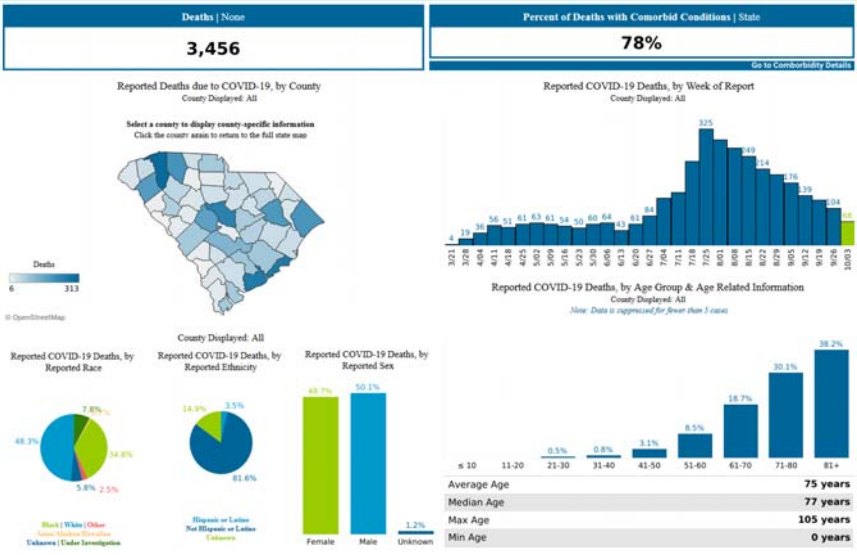 Deaths | None
3,456
Percent of Deaths with Comorbid Conditions | State
78%
Go to Comborbidity Details
Reported Deaths due to COVID-19, by County
County Displayed: All
Select a county to display county-specific information
Click the county again to return to the full state map
Deaths
6 313
© OpenStreetMap
Reported COVID-19 Deaths, by Week of Report
County Displayed: All
4 19 36 56 51 61 63 61 54 50 60 64 43 61 84 325 249 214 176 139 104 68
3/21 3/28 4/04 4/11 4/18 4/25 5/02 5/09 5/16 5/23 5/30 6/06 6/13 6/20 6/27 7/04 7/11 7/18 7/25 8/01 8/08 8/15 8/22 8/29 9/05 9/12 9/19 9/26 10/03
Reported COVID-19 Deaths, by Age Group & Age Related Information
County Displayed: All
Note: Data is suppressed for fewer than 5 cases
0.5% 0.8% 3.1% 8.5% 18.7% 30.1% 38.2%
≤ 10 11-20 21-30 31-40 41-50 51-60 61-70 71-80 81+
Average Age 75 years
Median Age 77 years
Max Age 105 years
Min Age 0 years
County Displayed: All
Reported COVID-19 Deaths, by
Reported Race
48.3%
34.6%
5.8% 2.5%
Black | White | Other
Unknown | Under Investigation
Reported COVID-19 Deaths, by
Reported Ethnicity
14.9% 3.5%
81.6%
Hispanic or Latino
Not Hispanic or Latino
Unknown
Reported COVID-19 Deaths, by
Reported Sex
48.7% 50.1% 1.2%
Female Male Unknown